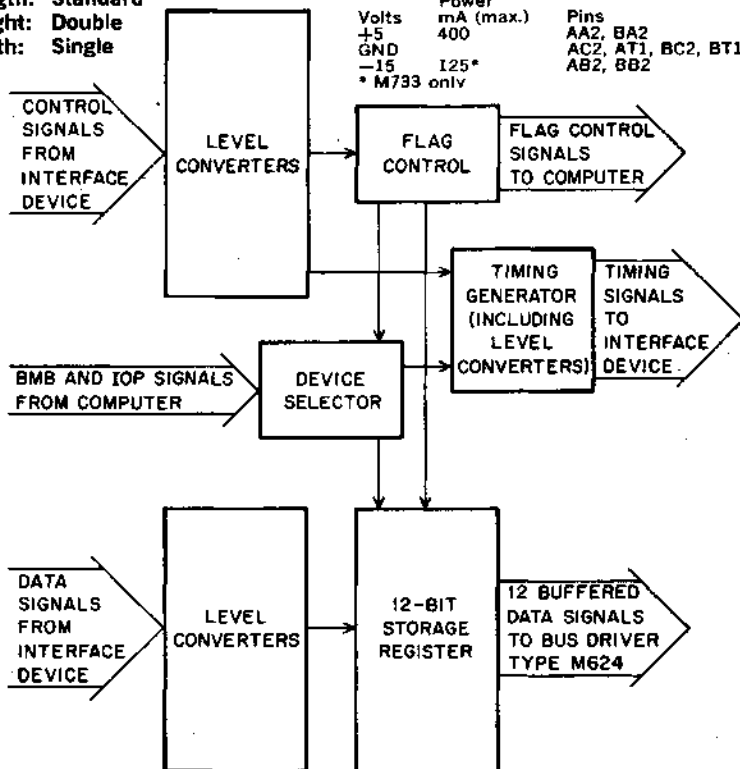 Standard
Double
Single
Power
Volts mA (max.) Pins
+5 400 AA2, BA2
GND AC2, AT1, BC2, BT1
−15 125* AB2, BB2
* M733 only
CONTROL
SIGNALS
FROM
INTERFACE
DEVICE
LEVEL
CONVERTERS
FLAG
CONTROL
FLAG CONTROL
SIGNALS
TO COMPUTER
TIMING
GENERATOR
(INCLUDING
LEVEL
CONVERTERS)
TIMING
SIGNALS
TO
INTERFACE
DEVICE
BMB AND IOP SIGNALS
FROM COMPUTER
DEVICE
SELECTOR
DATA
SIGNALS
FROM
INTERFACE
DEVICE
LEVEL
CONVERTERS
12-BIT
STORAGE
REGISTER
12 BUFFERED
DATA SIGNALS
TO BUS DRIVER
TYPE M624